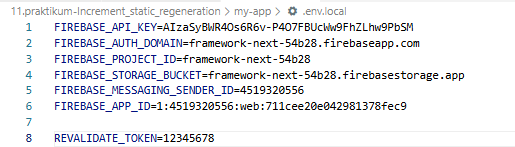 11.praktikum-Increment_static_regeneration > my-app > .env.local
1 FIREBASE_API_KEY=AIzaSyBWR4Os6R6v-P4O7FBUcWw9FhZLhw9PbSM
2 FIREBASE_AUTH_DOMAIN=framework-next-54b28.firebaseapp.com
3 FIREBASE_PROJECT_ID=framework-next-54b28
4 FIREBASE_STORAGE_BUCKET=framework-next-54b28.firebasestorage.app
5 FIREBASE_MESSAGING_SENDER_ID=4519320556
6 FIREBASE_APP_ID=1:4519320556:web:711cee20e042981378fec9
8 REVALIDATE_TOKEN=12345678